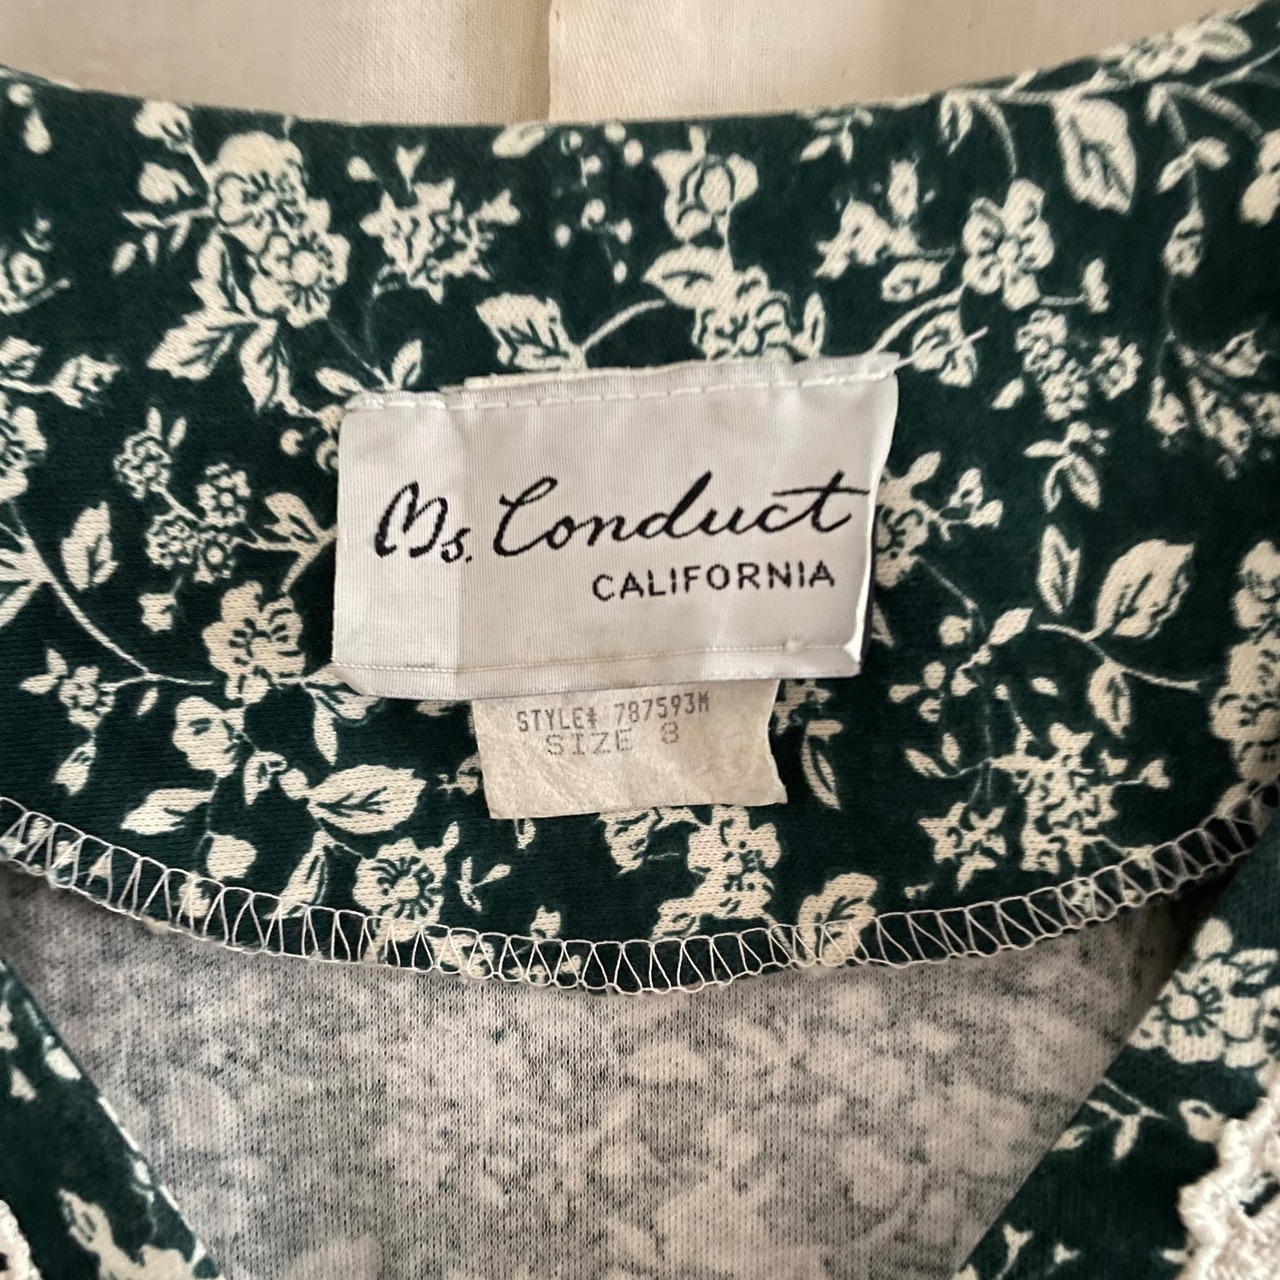 Ms. Conduct
CALIFORNIA
STYLE# 787593M
SIZE 8